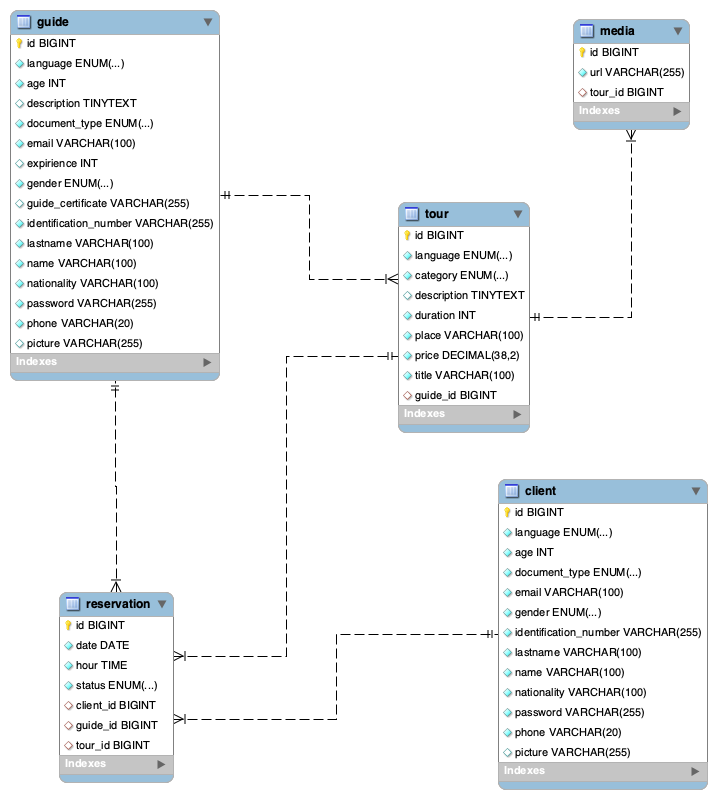 guide
id BIGINT
language ENUM(...)
age INT
description TINYTEXT
document_type ENUM(...)
email VARCHAR(100)
expirience INT
gender ENUM(...)
guide_certificate VARCHAR(255)
identification_number VARCHAR(255)
lastname VARCHAR(100)
name VARCHAR(100)
nationality VARCHAR(100)
password VARCHAR(255)
phone VARCHAR(20)
picture VARCHAR(255)
Indexes
media
id BIGINT
url VARCHAR(255)
tour_id BIGINT
Indexes
tour
id BIGINT
language ENUM(...)
category ENUM(...)
description TINYTEXT
duration INT
place VARCHAR(100)
price DECIMAL(38,2)
title VARCHAR(100)
guide_id BIGINT
Indexes
client
id BIGINT
language ENUM(...)
age INT
document_type ENUM(...)
email VARCHAR(100)
gender ENUM(...)
identification_number VARCHAR(255)
lastname VARCHAR(100)
name VARCHAR(100)
nationality VARCHAR(100)
password VARCHAR(255)
phone VARCHAR(20)
picture VARCHAR(255)
Indexes
reservation
id BIGINT
date DATE
hour TIME
status ENUM(...)
client_id BIGINT
guide_id BIGINT
tour_id BIGINT
Indexes